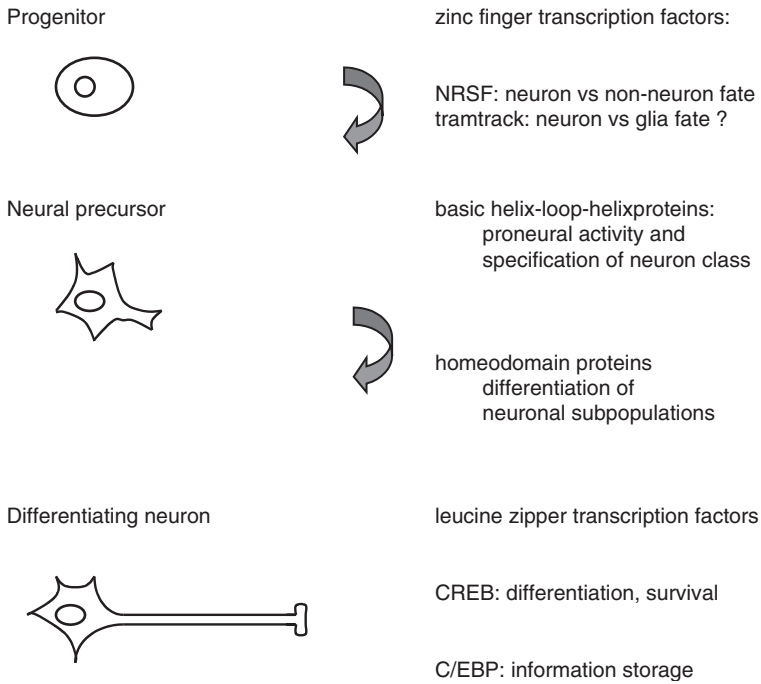 Progenitor
zinc finger transcription factors:
NRSF: neuron vs non-neuron fate
tramtrack: neuron vs glia fate ?
Neural precursor
basic helix-loop-helixproteins:
proneural activity and
specification of neuron class
homeodomain proteins
differentiation of
neuronal subpopulations
Differentiating neuron
leucine zipper transcription factors
CREB: differentiation, survival
C/EBP: information storage